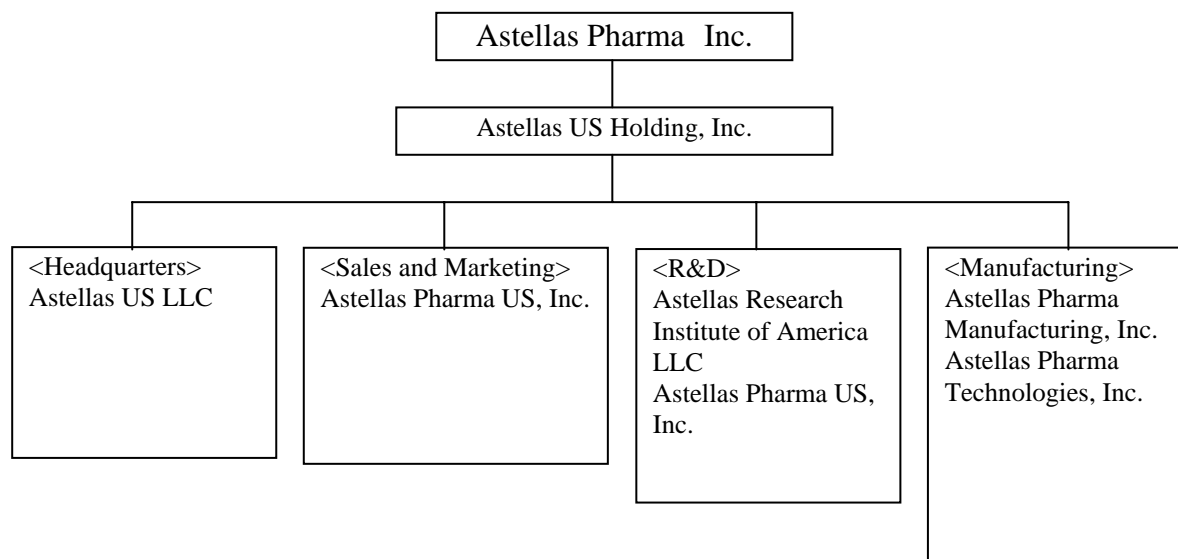 Astellas Pharma Inc.
Astellas US Holding, Inc.
<Headquarters>
Astellas US LLC
<Sales and Marketing>
Astellas Pharma US, Inc.
<R&D>
Astellas Research
Institute of America
LLC
Astellas Pharma US,
Inc.
<Manufacturing>
Astellas Pharma
Manufacturing, Inc.
Astellas Pharma
Technologies, Inc.